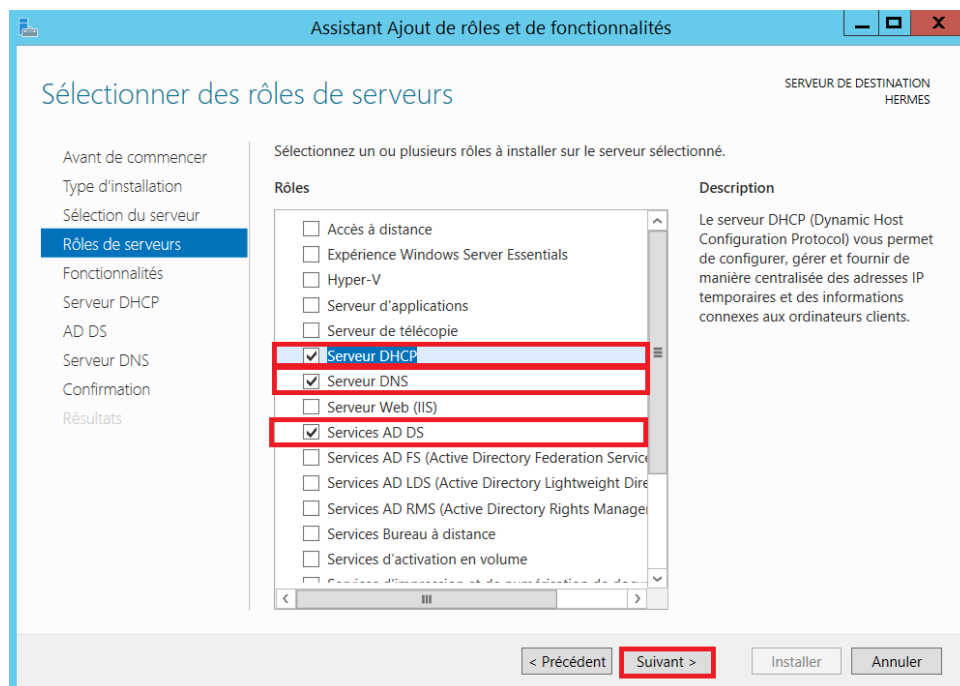 Assistant Ajout de rôles et de fonctionnalités
Sélectionner des rôles de serveurs
SERVEUR DE DESTINATION
HERMES
Avant de commencer
Type d'installation
Sélection du serveur
Rôles de serveurs
Fonctionnalités
Serveur DHCP
AD DS
Serveur DNS
Confirmation
Résultats
Sélectionnez un ou plusieurs rôles à installer sur le serveur sélectionné.
Rôles
Accès à distance
Expérience Windows Server Essentials
Hyper-V
Serveur d'applications
Serveur de télécopie
Serveur DHCP
Serveur DNS
Serveur Web (IIS)
Services AD DS
Services AD FS (Active Directory Federation Service
Services AD LDS (Active Directory Lightweight Dire
Services AD RMS (Active Directory Rights Manage
Services Bureau à distance
Services d'activation en volume
Description
Le serveur DHCP (Dynamic Host
Configuration Protocol) vous permet
de configurer, gérer et fournir de
manière centralisée des adresses IP
temporaires et des informations
connexes aux ordinateurs clients.
< Précédent
Suivant >
Installer
Annuler